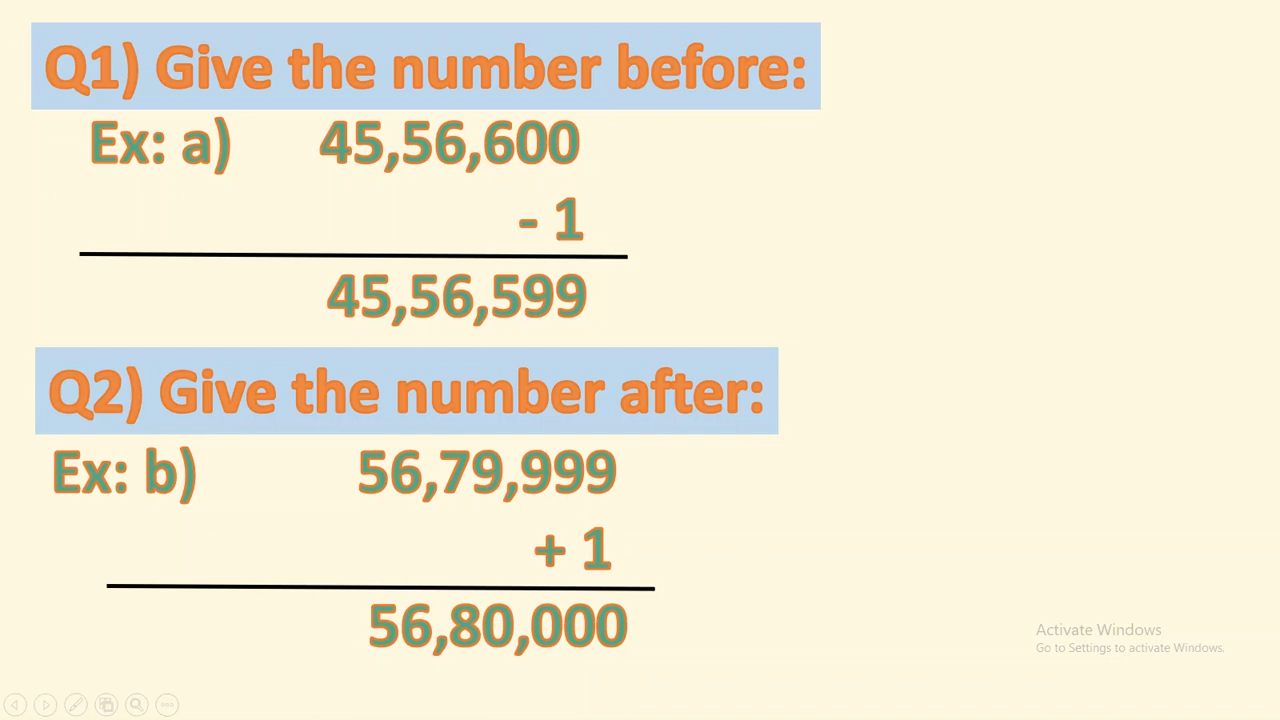 Q1) Give the number before:
Ex: a) 45,56,600
- 1
45,56,599
Q2) Give the number after:
Ex: b) 56,79,999
+ 1
56,80,000
Activate Windows
Go to Settings to activate Windows.